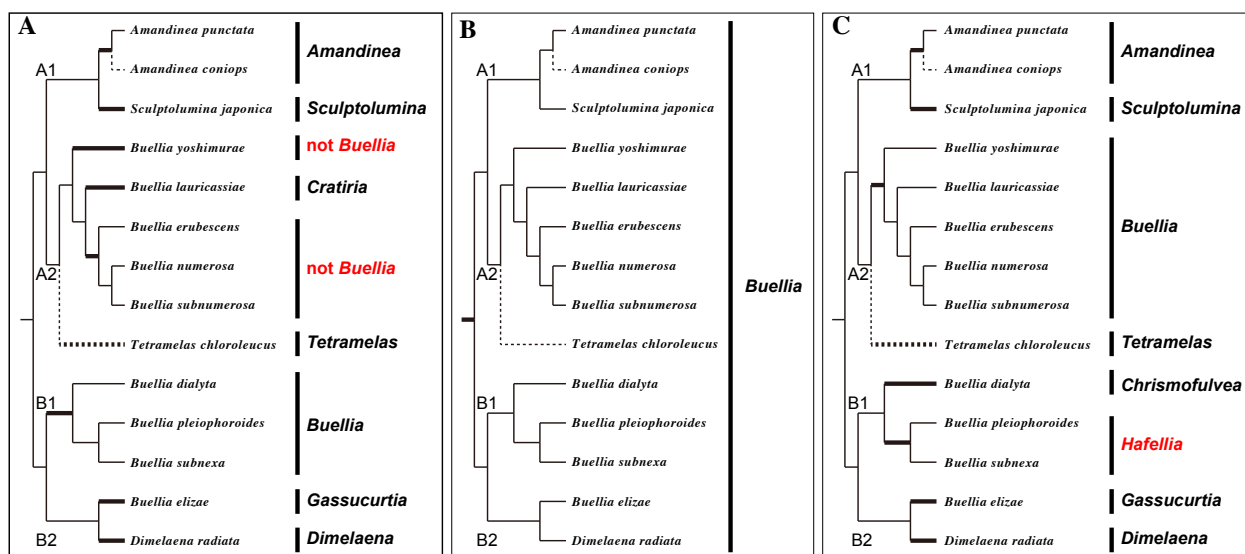 A
Amandinea punctata
Amandinea
A1
Amandinea coniops
Sculptolumina japonica
Sculptolumina
Buellia yoshimurae
not Buellia
Buellia lauricassiae
Cratiria
Buellia erubescens
A2
Buellia numerosa
not Buellia
Buellia subnumerosa
Tetramelas chloroleucus
Tetramelas
Buellia dialyta
B1
Buellia pleiophoroides
Buellia
Buellia subnexa
Buellia elizae
Gassucurtia
B2
Dimelaena radiata
Dimelaena
B
Amandinea punctata
A1
Amandinea coniops
Sculptolumina japonica
Buellia yoshimurae
Buellia lauricassiae
Buellia erubescens
A2
Buellia numerosa
Buellia
Buellia subnumerosa
Tetramelas chloroleucus
Buellia dialyta
B1
Buellia pleiophoroides
Buellia subnexa
Buellia elizae
B2
Dimelaena radiata
C
Amandinea punctata
Amandinea
A1
Amandinea coniops
Sculptolumina japonica
Sculptolumina
Buellia yoshimurae
Buellia lauricassiae
Buellia erubescens
Buellia
A2
Buellia numerosa
Buellia subnumerosa
Tetramelas chloroleucus
Tetramelas
Buellia dialyta
Chrismofulvea
B1
Buellia pleiophoroides
Hafellia
Buellia subnexa
Buellia elizae
Gassucurtia
B2
Dimelaena radiata
Dimelaena